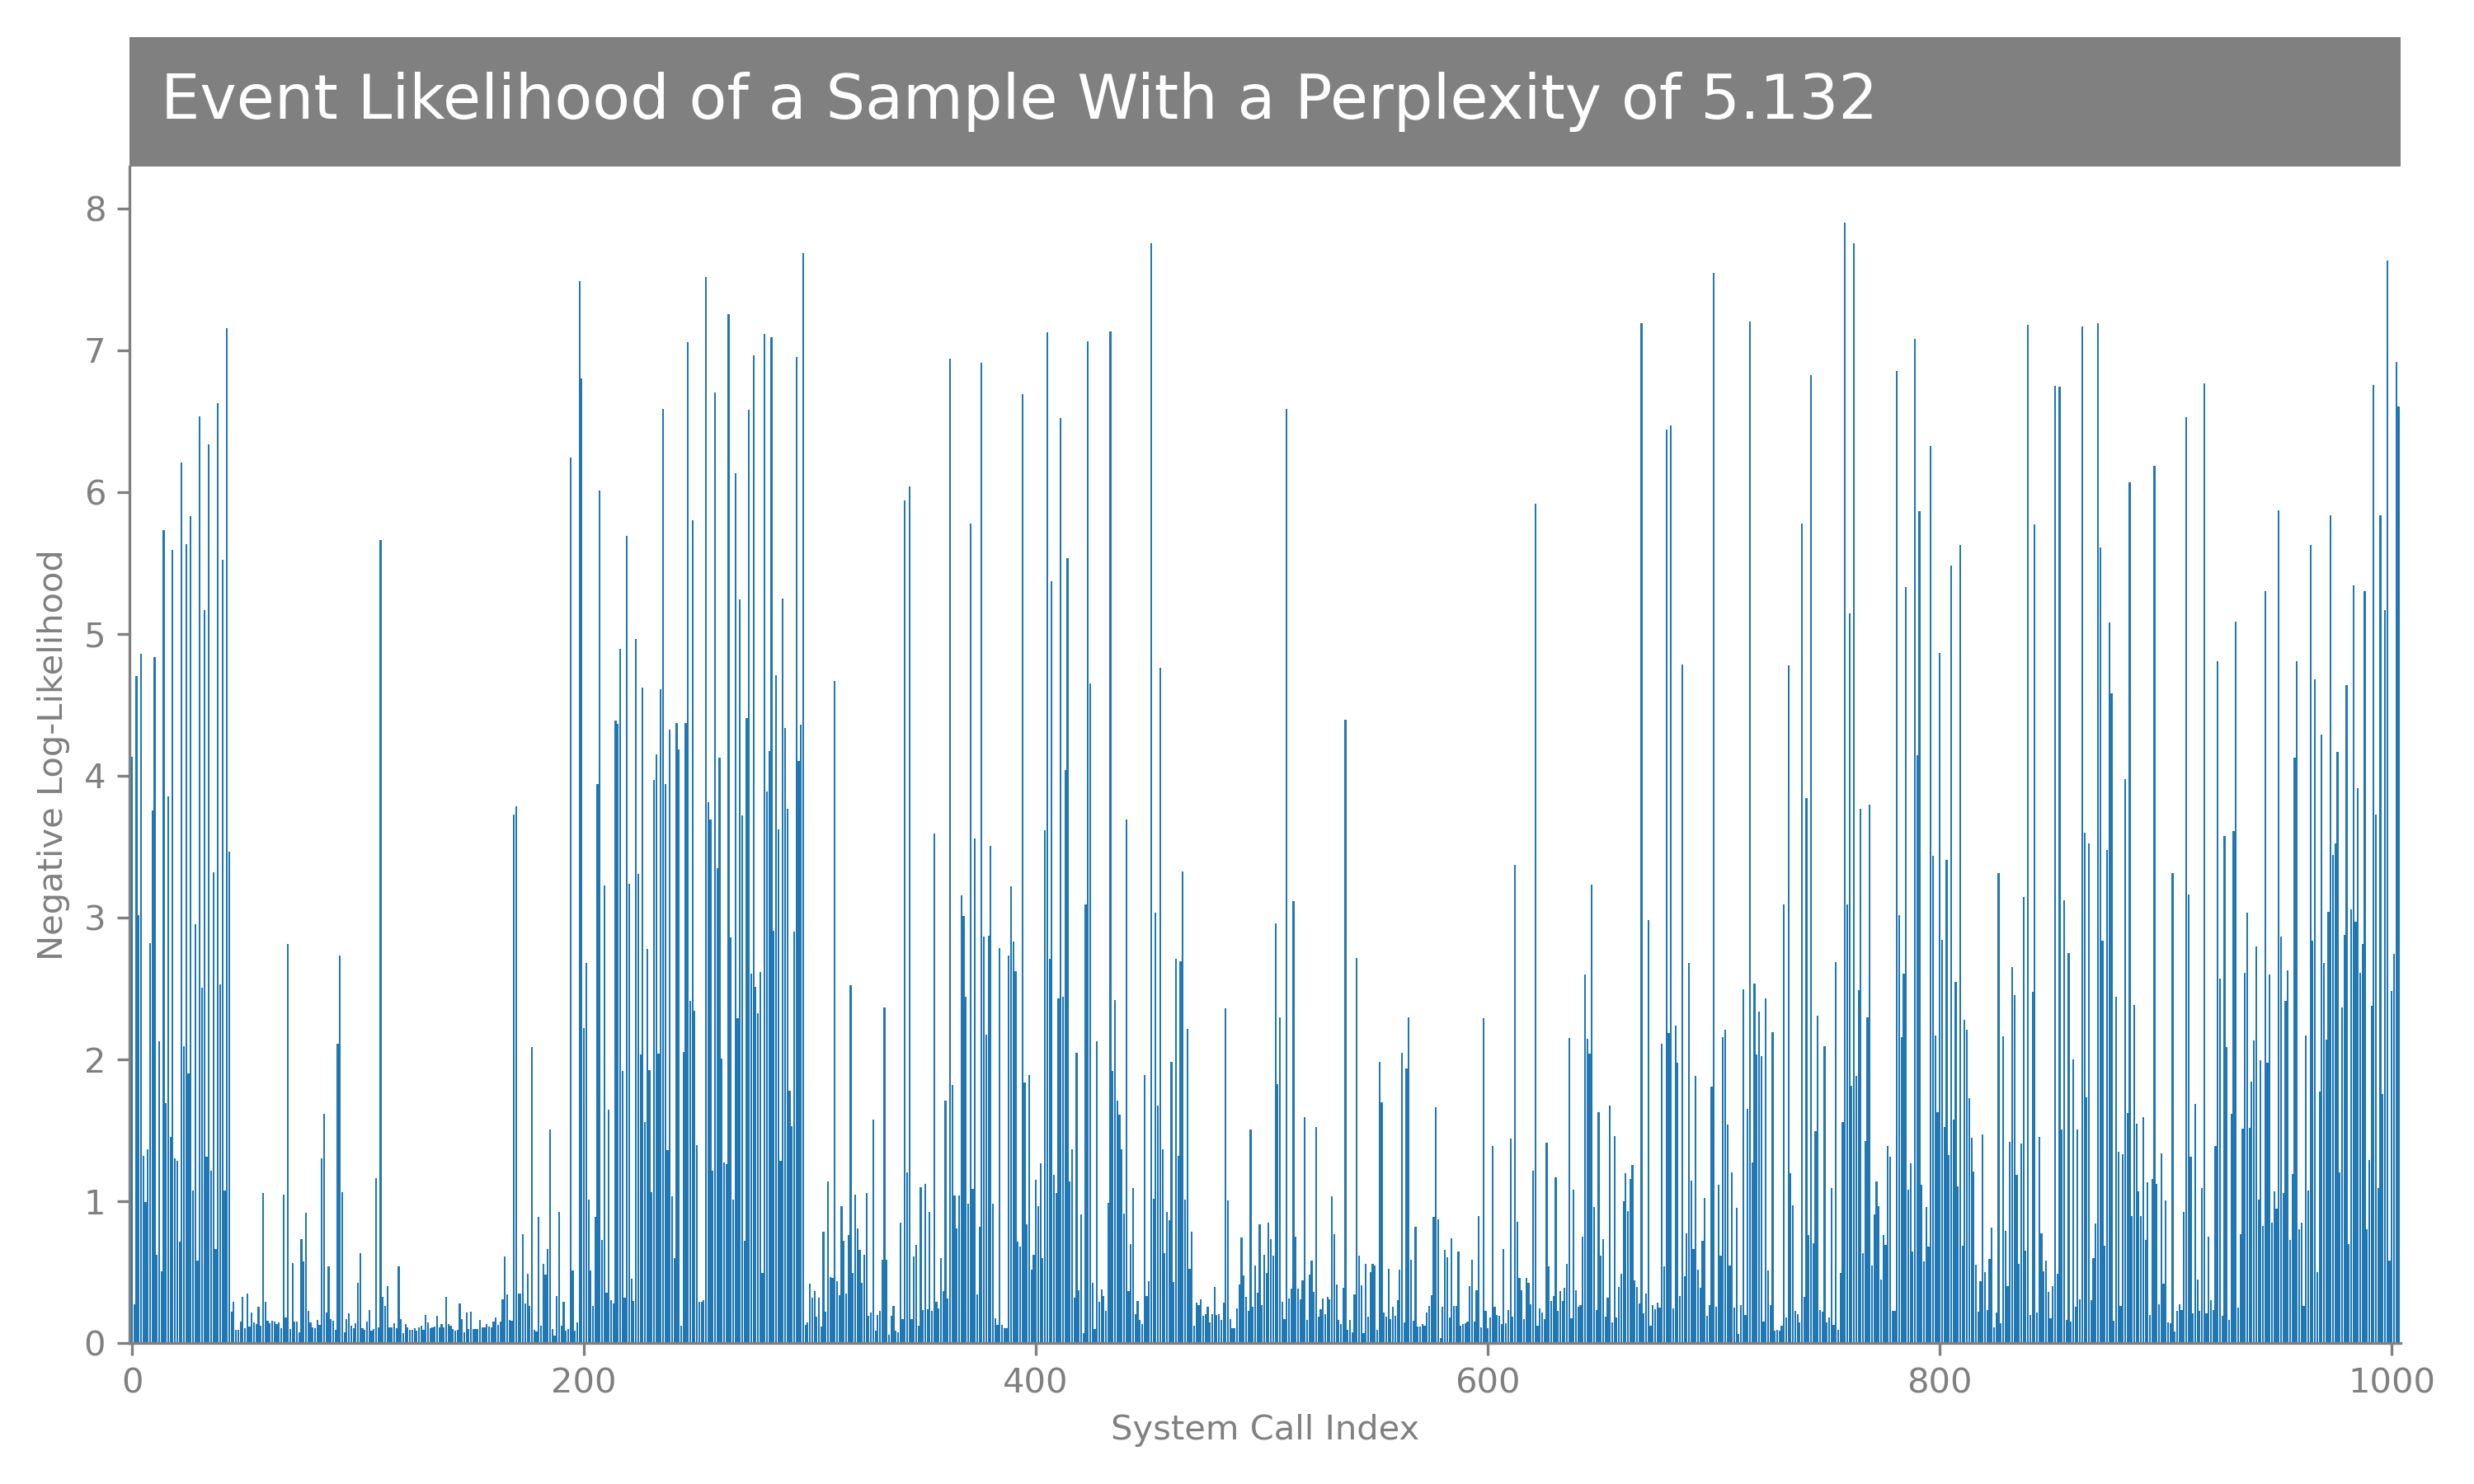 Event Likelihood of a Sample With a Perplexity of 5.132
8
7
6
5
4
3
2
1
0
Negative Log-Likelihood
0 200 400 600 800 1000
System Call Index